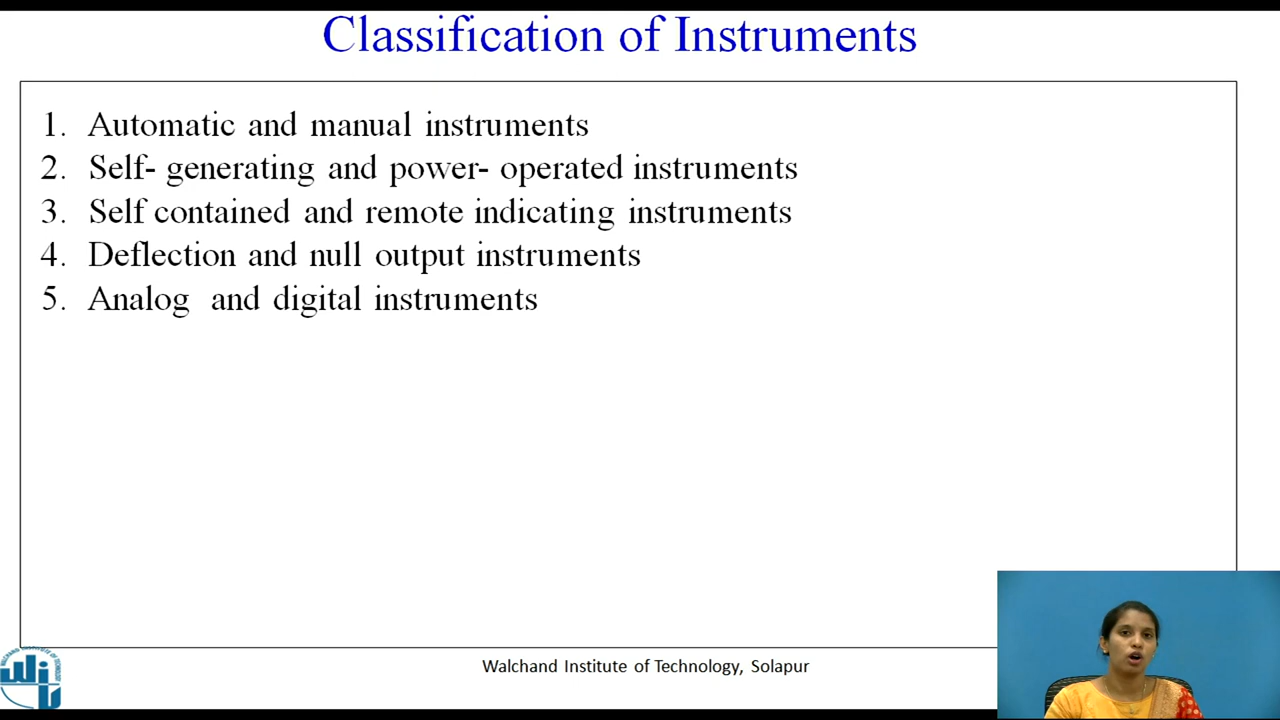 Classification of Instruments
1. Automatic and manual instruments
2. Self- generating and power- operated instruments
3. Self contained and remote indicating instruments
4. Deflection and null output instruments
5. Analog and digital instruments
Walchand Institute of Technology, Solapur